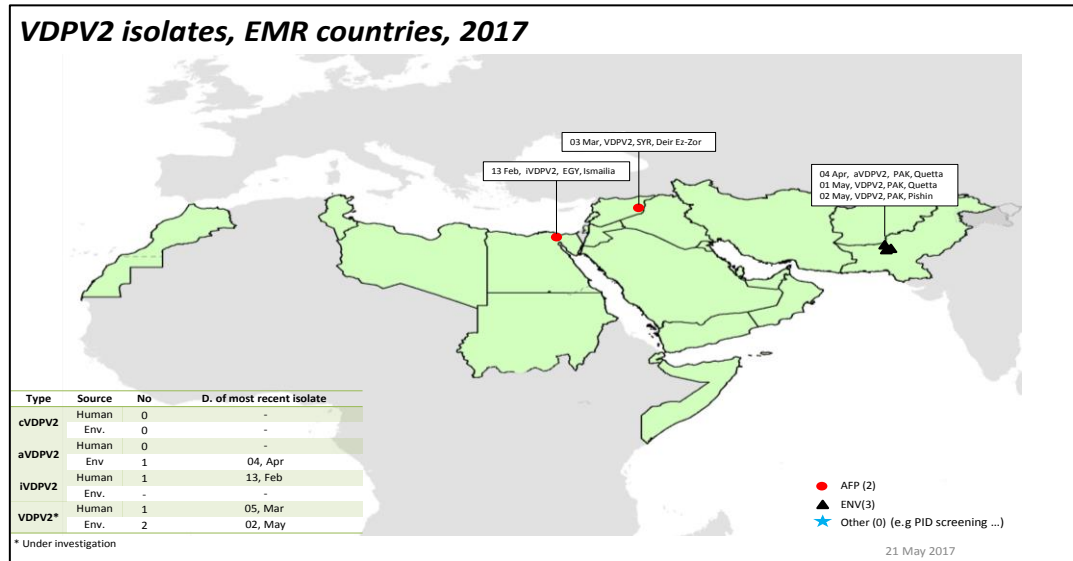 VDPV2 isolates, EMR countries, 2017
03 Mar, VDPV2, SYR, Deir Ez-Zor
13 Feb, iVDPV2, EGY, Ismailia
04 Apr, aVDPV2, PAK, Quetta
01 May, VDPV2, PAK, Quetta
02 May, VDPV2, PAK, Pishin
Type Source No D. of most recent isolate
cVDPV2 Human 0 -
Env. 0 -
aVDPV2 Human 0 -
Env 1 04, Apr
iVDPV2 Human 1 13, Feb
Env. - -
VDPV2* Human 1 05, Mar
Env. 2 02, May
* Under investigation
AFP (2)
ENV(3)
Other (0) (e.g PID screening ...)
21 May 2017